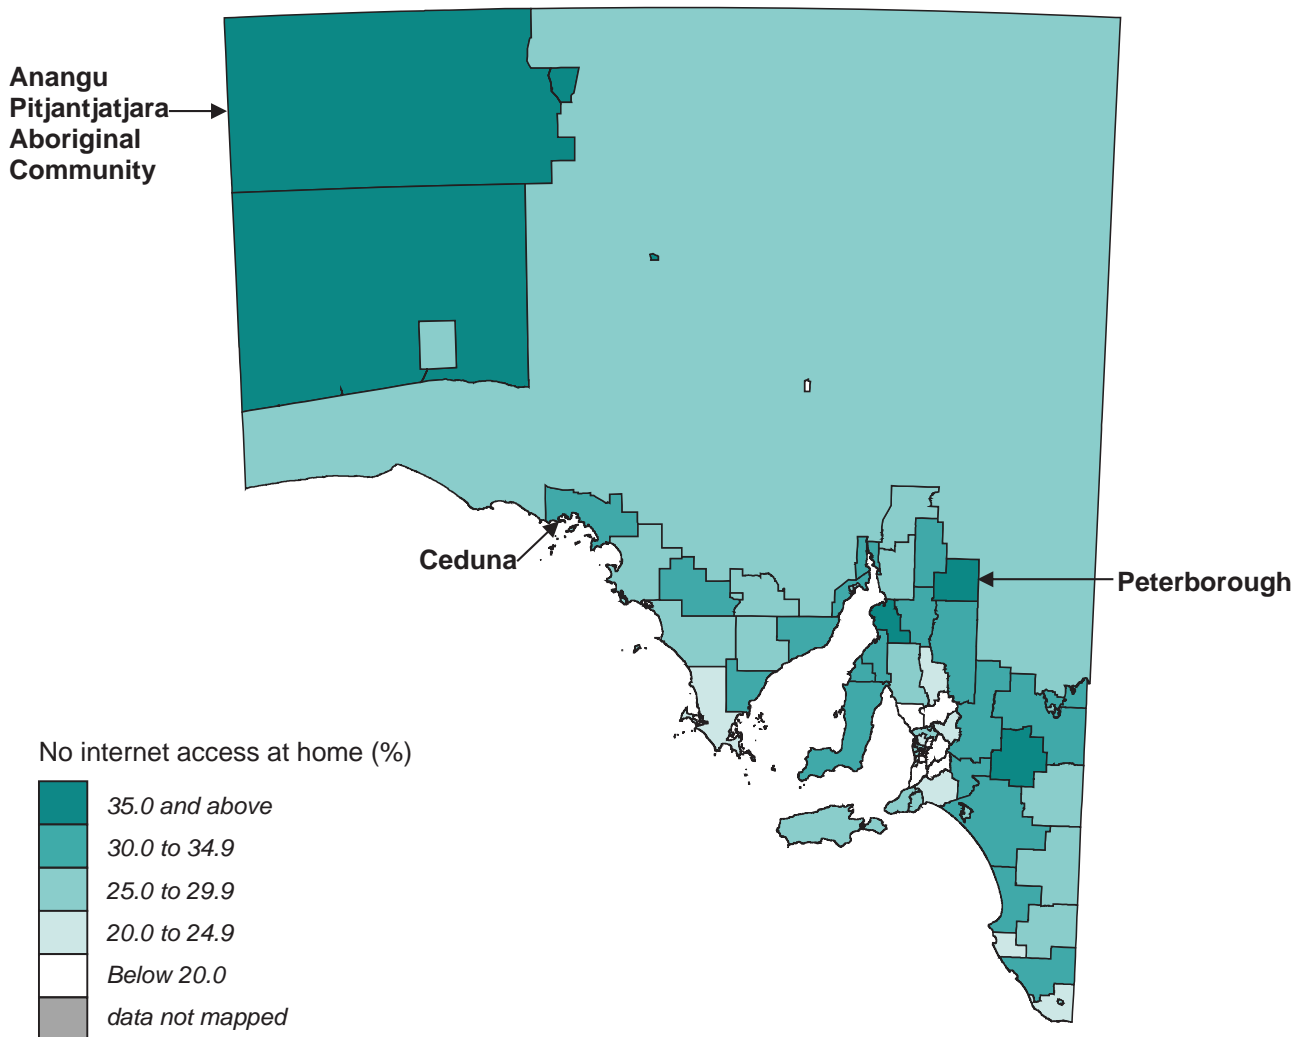 Anangu
Pitjantjatjara
Aboriginal
Community
Ceduna
Peterborough
No internet access at home (%)
35.0 and above
30.0 to 34.9
25.0 to 29.9
20.0 to 24.9
Below 20.0
data not mapped